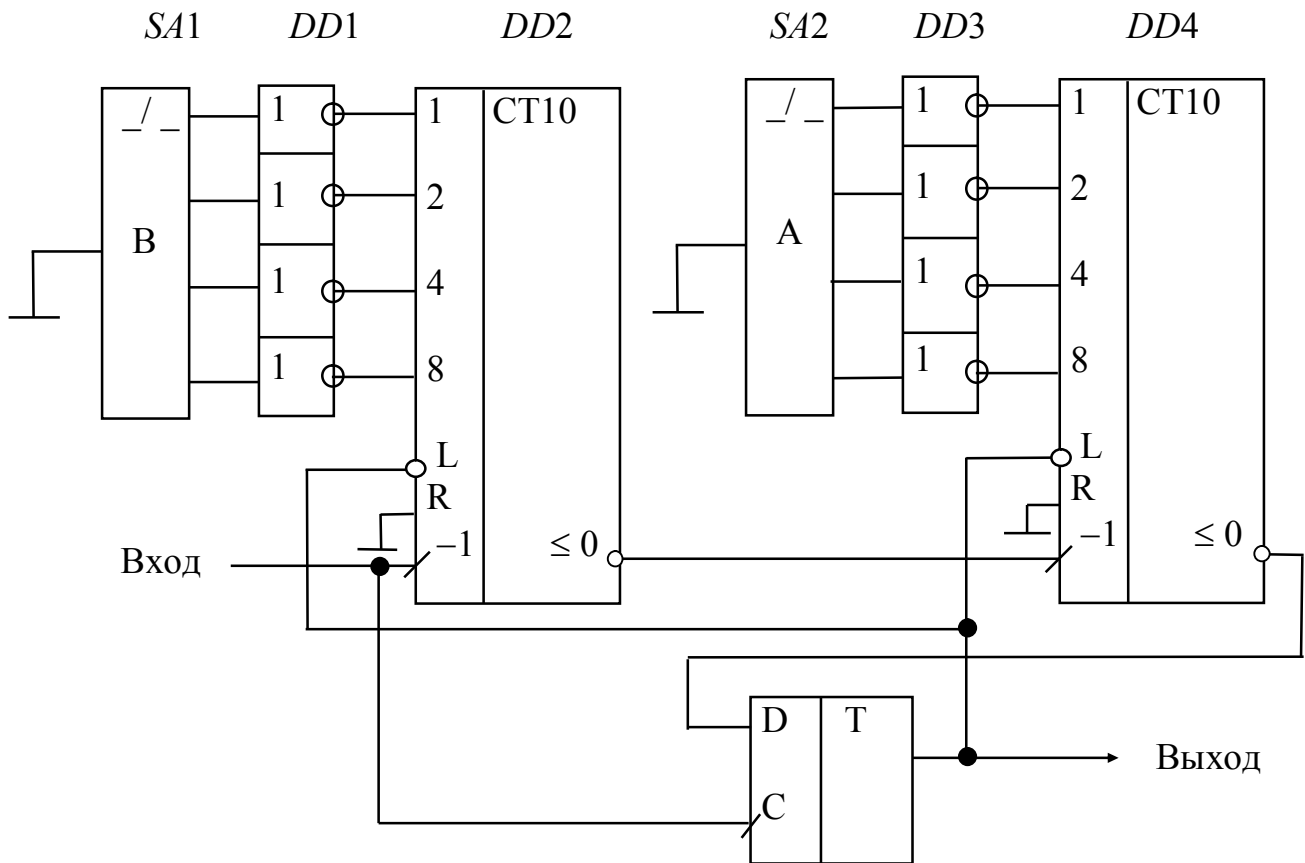 SA1 DD1 DD2 SA2 DD3 DD4
_/ _ 1 1 CT10 _/ _ 1 1 CT10
1 2 1 2
B A
1 4 1 4
1 8 1 8
L L
R R
Вход −1 ≤ 0 −1 ≤ 0
D T
Выход
C